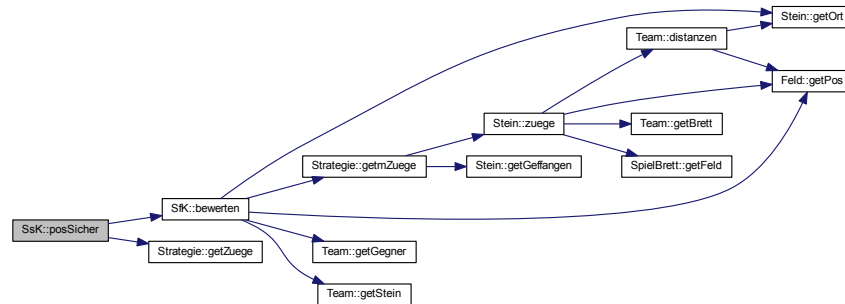 Stein::getOrt
Team::distanzen
Feld::getPos
Stein::zuege
Team::getBrett
Strategie::getmZuege
Stein::getGeffangen
SpielBrett::getFeld
SfK::bewerten
SsK::posSicher
Strategie::getZuege
Team::getGegner
Team::getStein